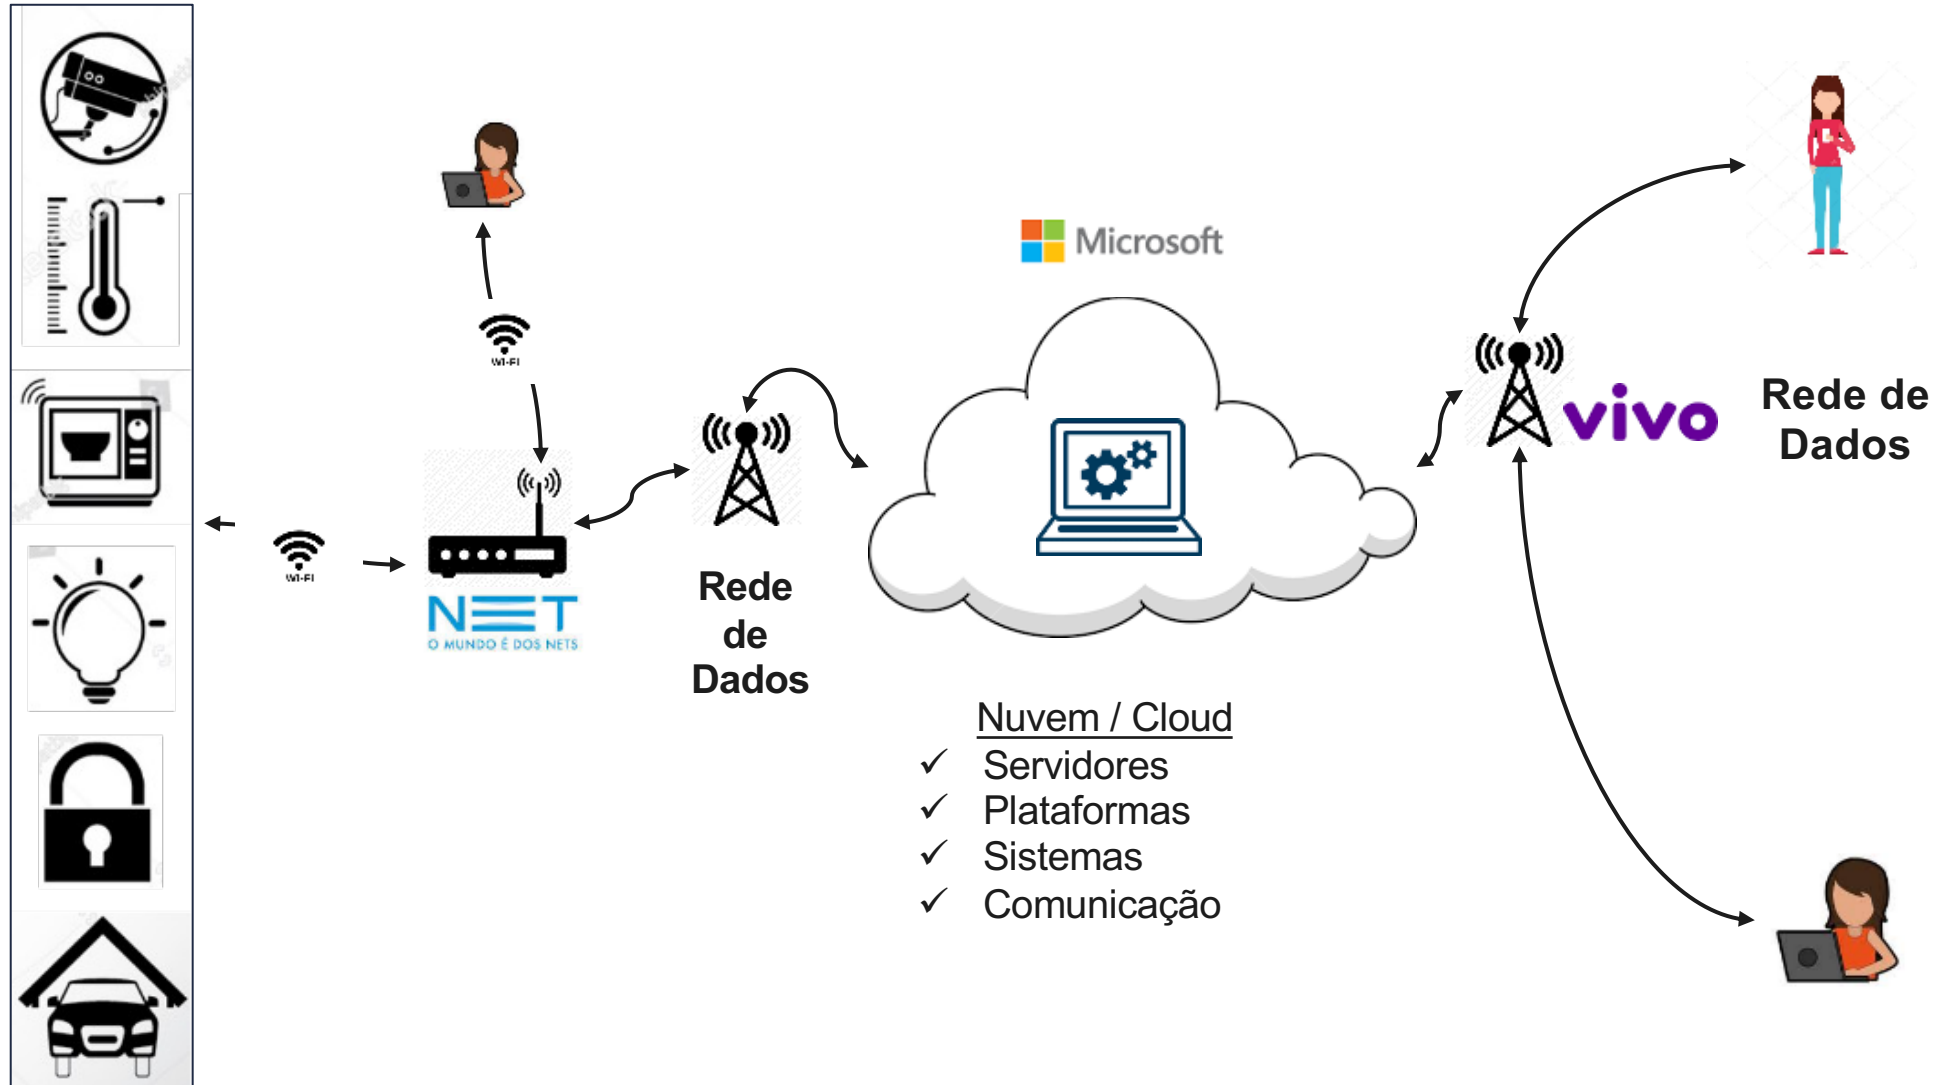 Microsoft
WI-FI
vivo
Rede de
Dados
WI-FI
NET
O MUNDO É DOS NETS
Rede
de
Dados
Nuvem / Cloud
✓ Servidores
✓ Plataformas
✓ Sistemas
✓ Comunicação